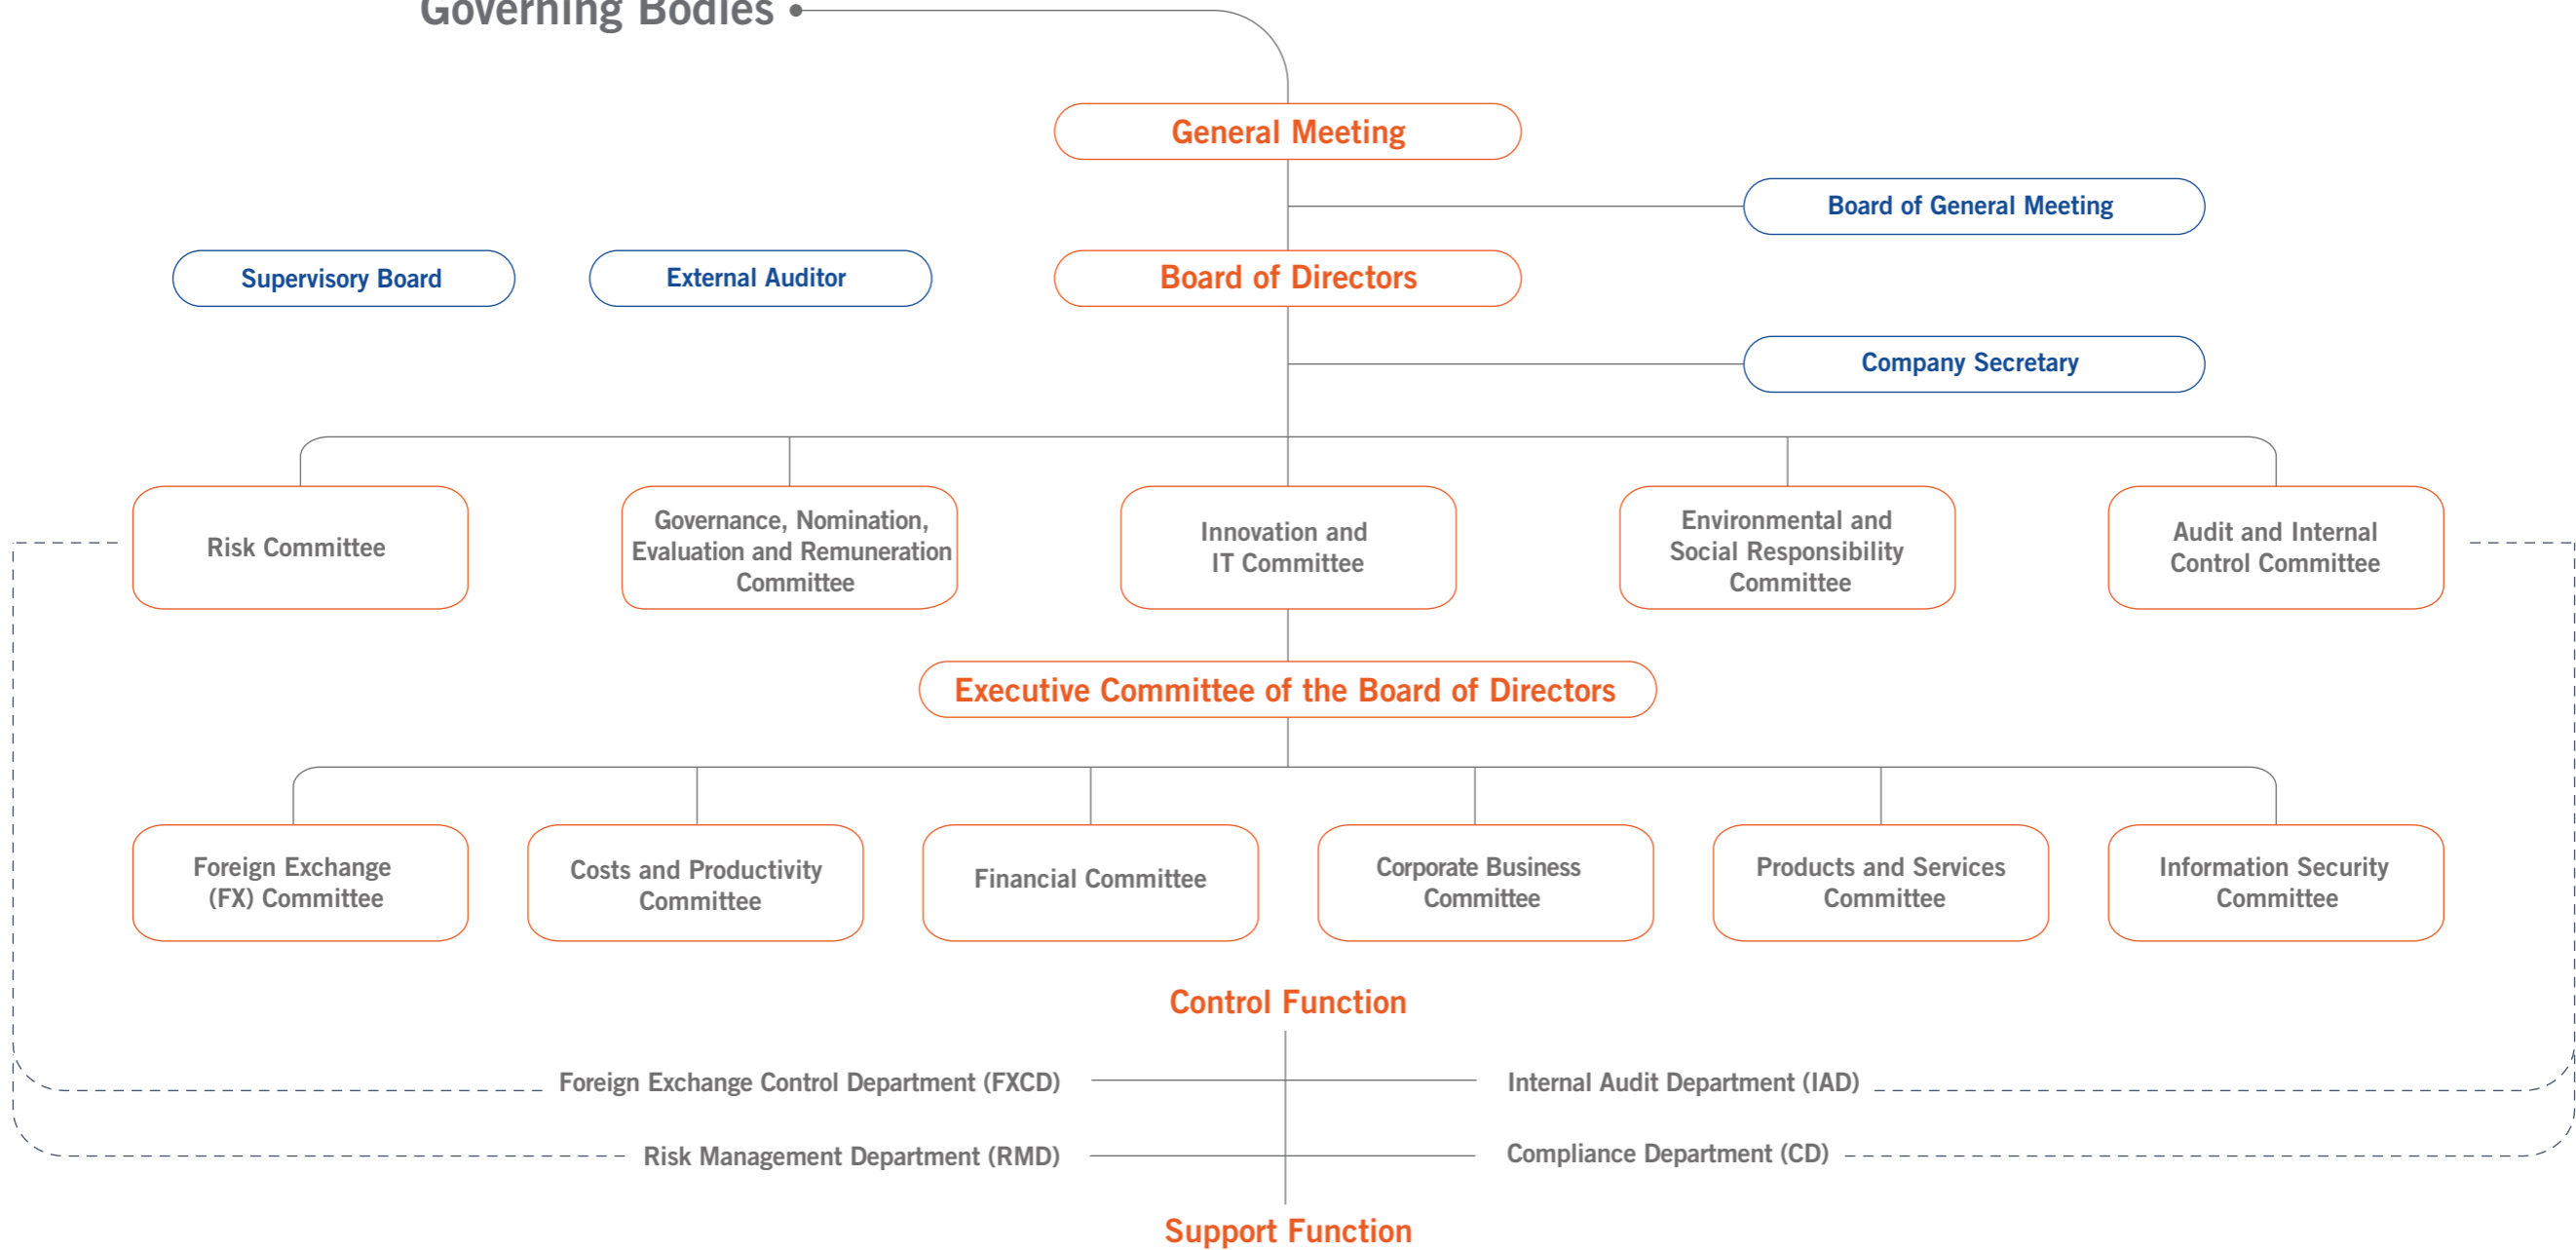 Governing Bodies
General Meeting
Board of General Meeting
Supervisory Board
External Auditor
Board of Directors
Company Secretary
Risk Committee
Governance, Nomination,
Evaluation and Remuneration
Committee
Innovation and
IT Committee
Environmental and
Social Responsibility
Committee
Audit and Internal
Control Committee
Executive Committee of the Board of Directors
Foreign Exchange
(FX) Committee
Costs and Productivity
Committee
Financial Committee
Corporate Business
Committee
Products and Services
Committee
Information Security
Committee
Control Function
Foreign Exchange Control Department (FXCD)
Internal Audit Department (IAD)
Risk Management Department (RMD)
Compliance Department (CD)
Support Function